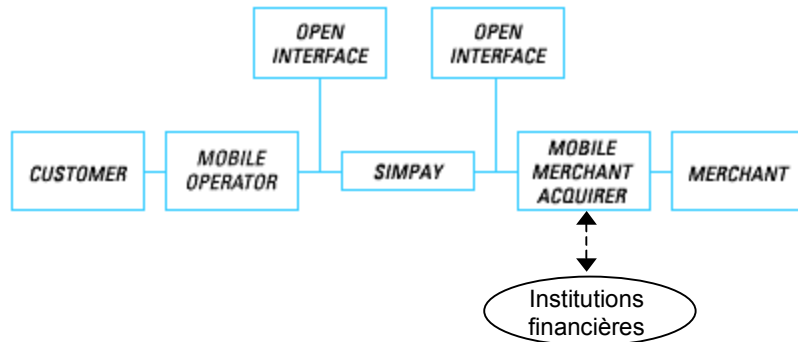 OPEN
INTERFACE
OPEN
INTERFACE
CUSTOMER
MOBILE
OPERATOR
SIMPAY
MOBILE
MERCHANT
ACQUIRER
MERCHANT
Institutions
financières